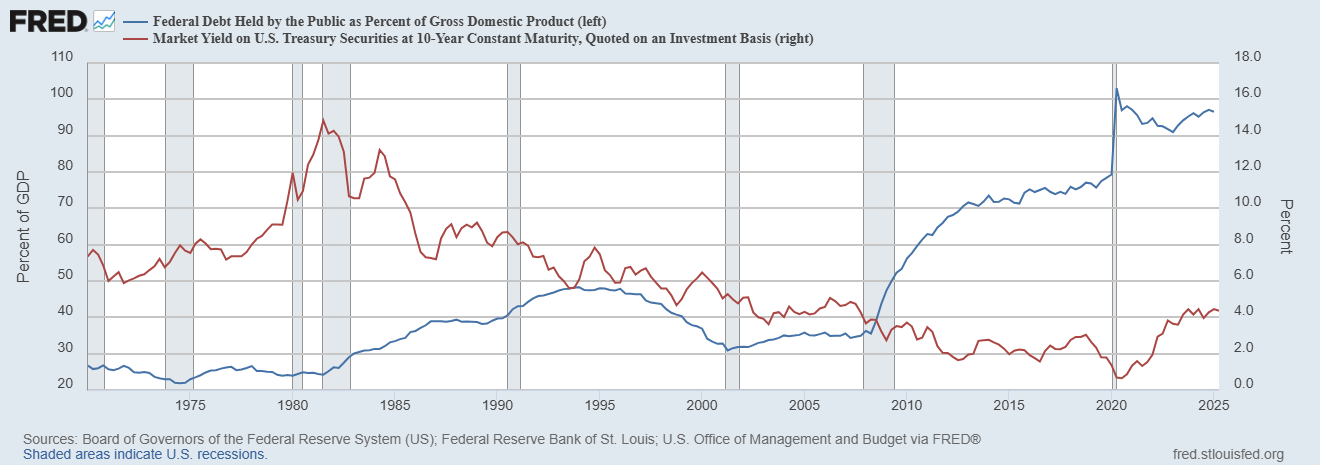 FRED
Federal Debt Held by the Public as Percent of Gross Domestic Product (left)
Market Yield on U.S. Treasury Securities at 10-Year Constant Maturity, Quoted on an Investment Basis (right)
110
100
90
80
70
60
50
40
30
20
Percent of GDP
18.0
16.0
14.0
12.0
10.0
8.0
6.0
4.0
2.0
0.0
Percent
1975 1980 1985 1990 1995 2000 2005 2010 2015 2020 2025
Sources: Board of Governors of the Federal Reserve System (US); Federal Reserve Bank of St. Louis; U.S. Office of Management and Budget via FRED®
Shaded areas indicate U.S. recessions.
fred.stlouisfed.org